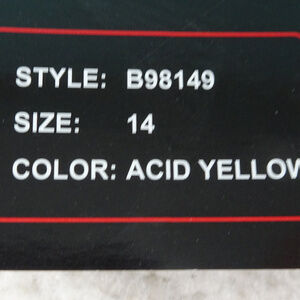 STYLE: B98149
SIZE: 14
COLOR: ACID YELLOW